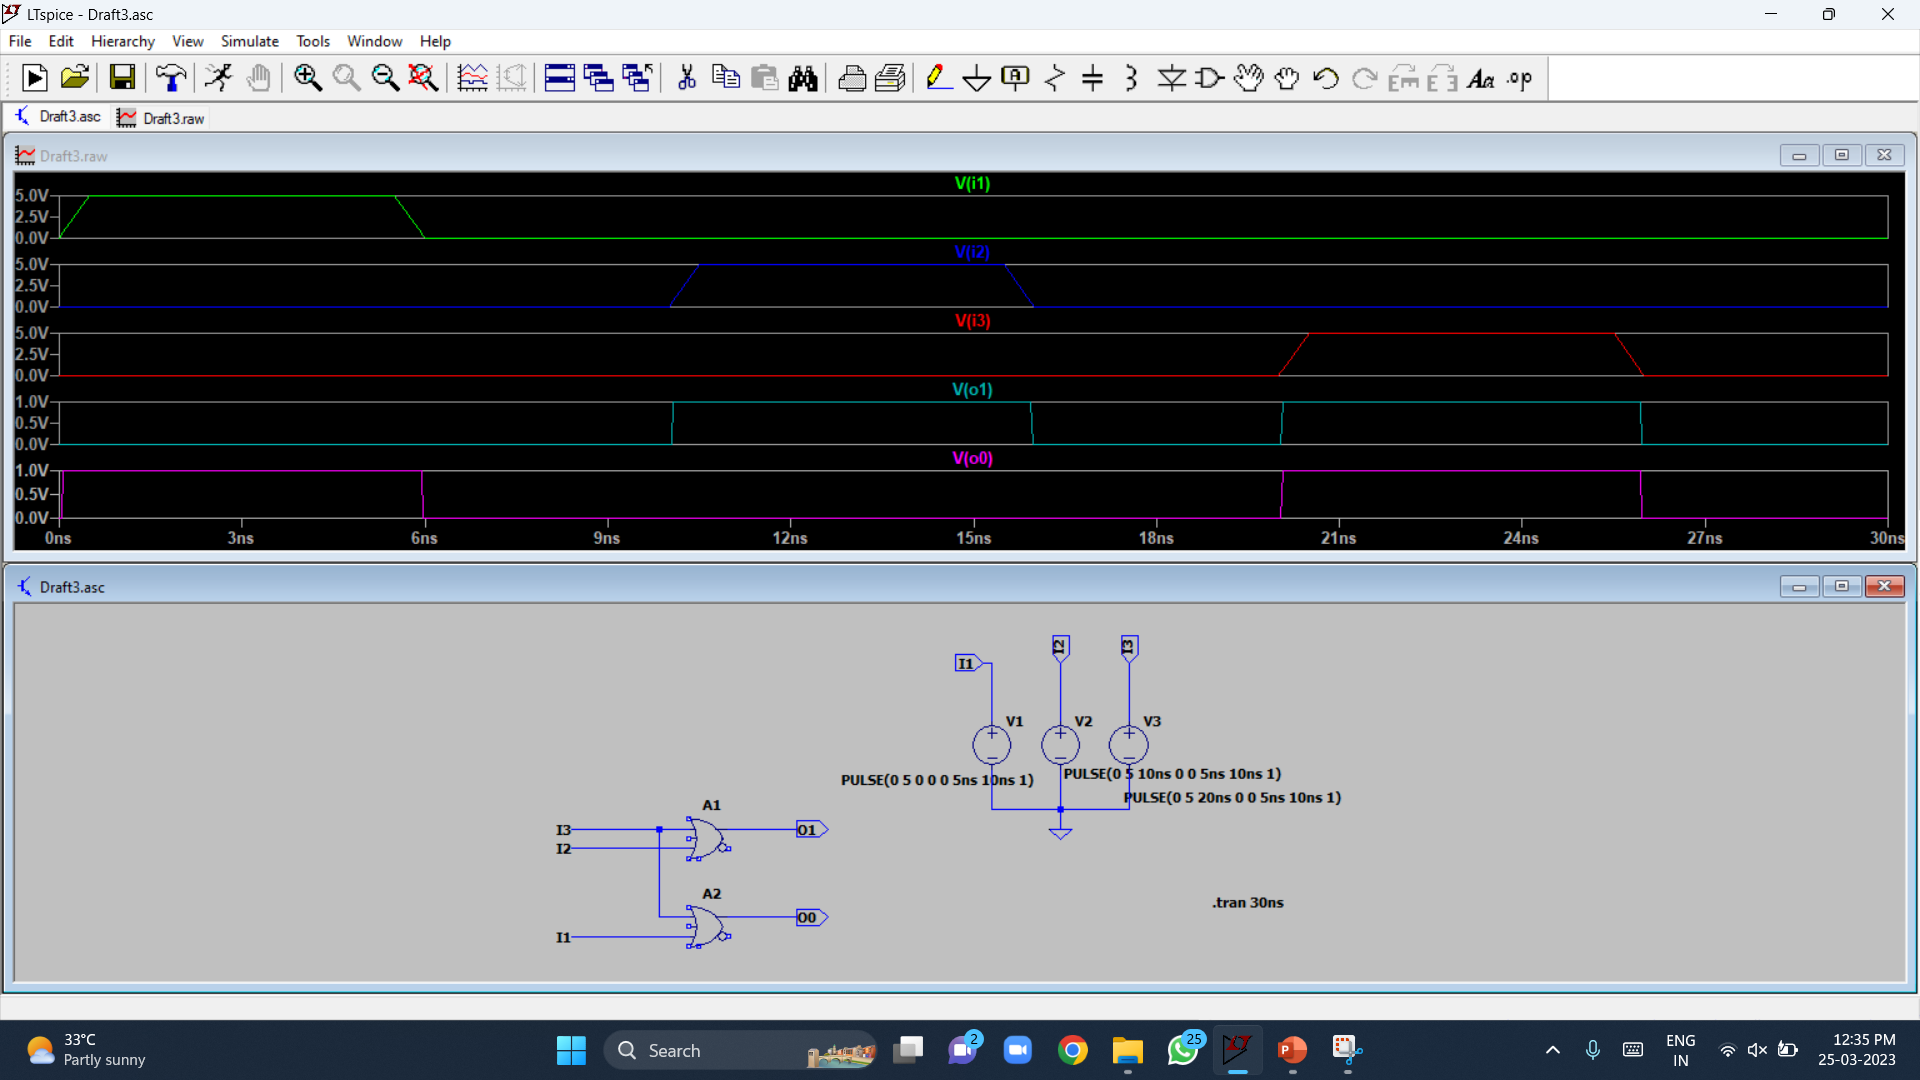 LTspice - Draft3.asc
File Edit Hierarchy View Simulate Tools Window Help
Draft3.asc Draft3.raw
Draft3.raw
V(i1)
5.0V
2.5V
0.0V
V(i2)
5.0V
2.5V
0.0V
V(i3)
5.0V
2.5V
0.0V
V(o1)
1.0V
0.5V
0.0V
V(o0)
1.0V
0.5V
0.0V
0ns 3ns 6ns 9ns 12ns 15ns 18ns 21ns 24ns 27ns 30ns
Draft3.asc
I1 I2 I3
V1 V2 V3
PULSE(0 5 0 0 0 5ns 10ns 1)
PULSE(0 5 10ns 0 0 5ns 10ns 1)
PULSE(0 5 20ns 0 0 5ns 10ns 1)
A1
I3 O1
I2
A2
O0
I1
.tran 30ns
33°C
Partly sunny
Search
2
25
ENG
IN
12:35 PM
25-03-2023